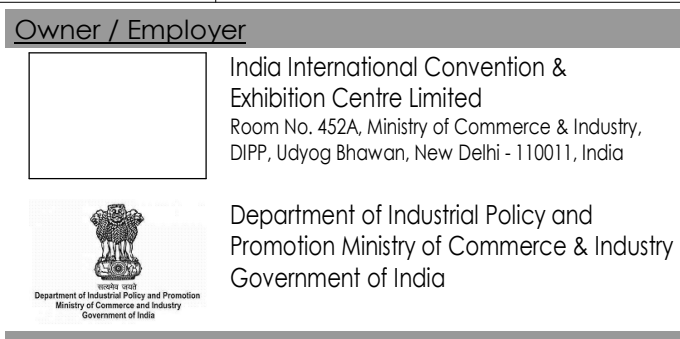 Owner / Employer
India International Convention &
Exhibition Centre Limited
Room No. 452A, Ministry of Commerce & Industry,
DIPP, Udyog Bhawan, New Delhi - 110011, India
सत्यमेव जयते
Department of Industrial Policy and Promotion
Ministry of Commerce and Industry
Government of India
Department of Industrial Policy and
Promotion Ministry of Commerce & Industry
Government of India